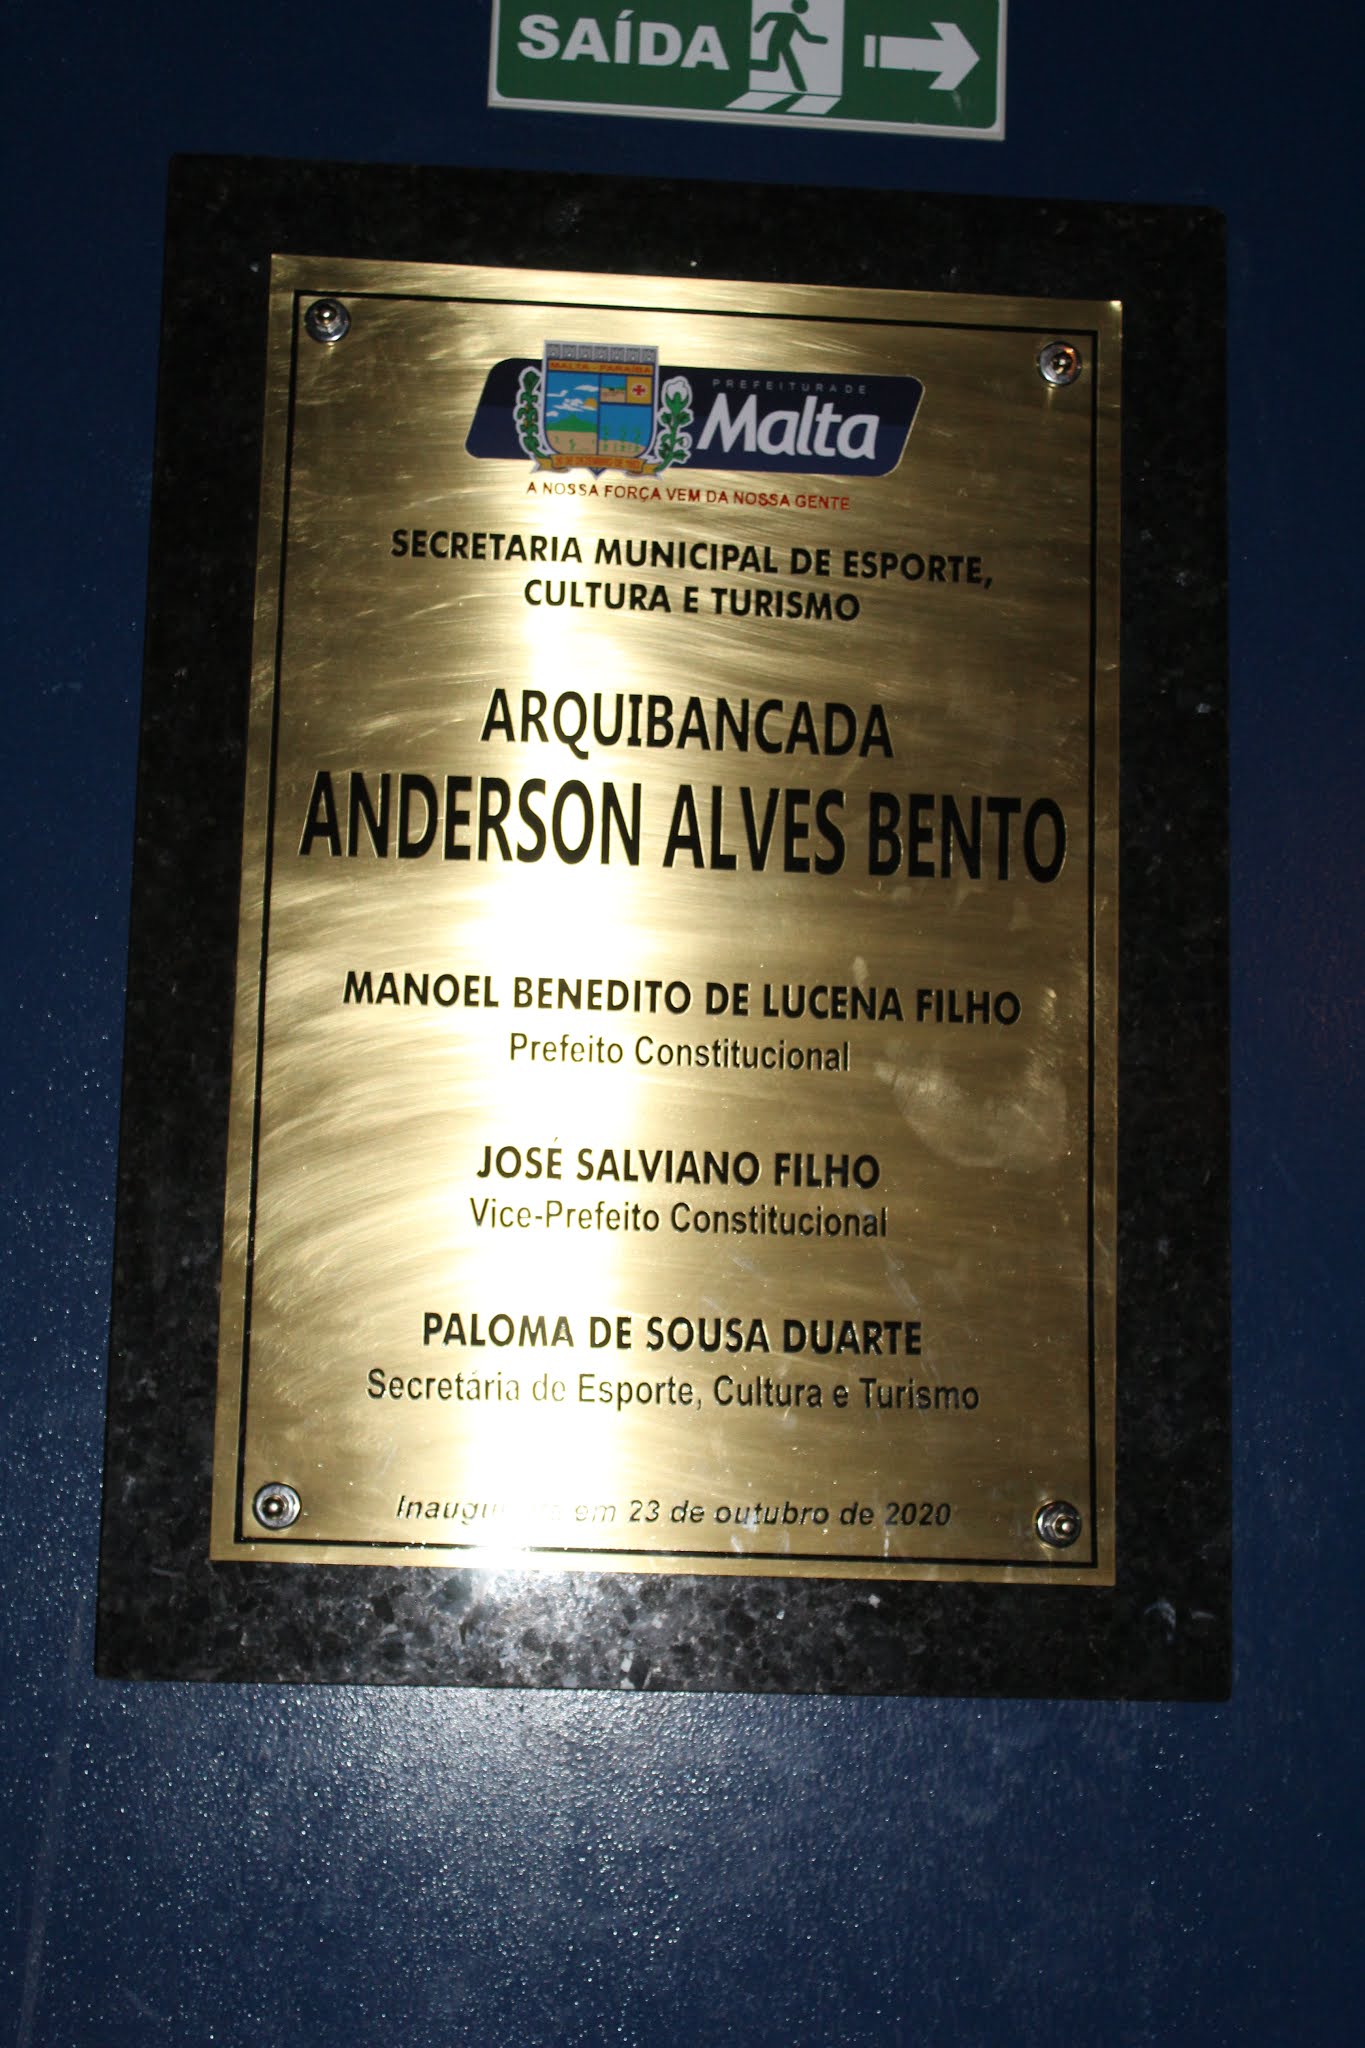 SAÍDA
MALTA - PARAÍBA
PREFEITURA DE
Malta
A NOSSA FORÇA VEM DA NOSSA GENTE
SECRETARIA MUNICIPAL DE ESPORTE,
CULTURA E TURISMO
ARQUIBANCADA
ANDERSON ALVES BENTO
MANOEL BENEDITO DE LUCENA FILHO
Prefeito Constitucional
JOSÉ SALVIANO FILHO
Vice-Prefeito Constitucional
PALOMA DE SOUSA DUARTE
Secretária de Esporte, Cultura e Turismo
em 23 de outubro de 2020